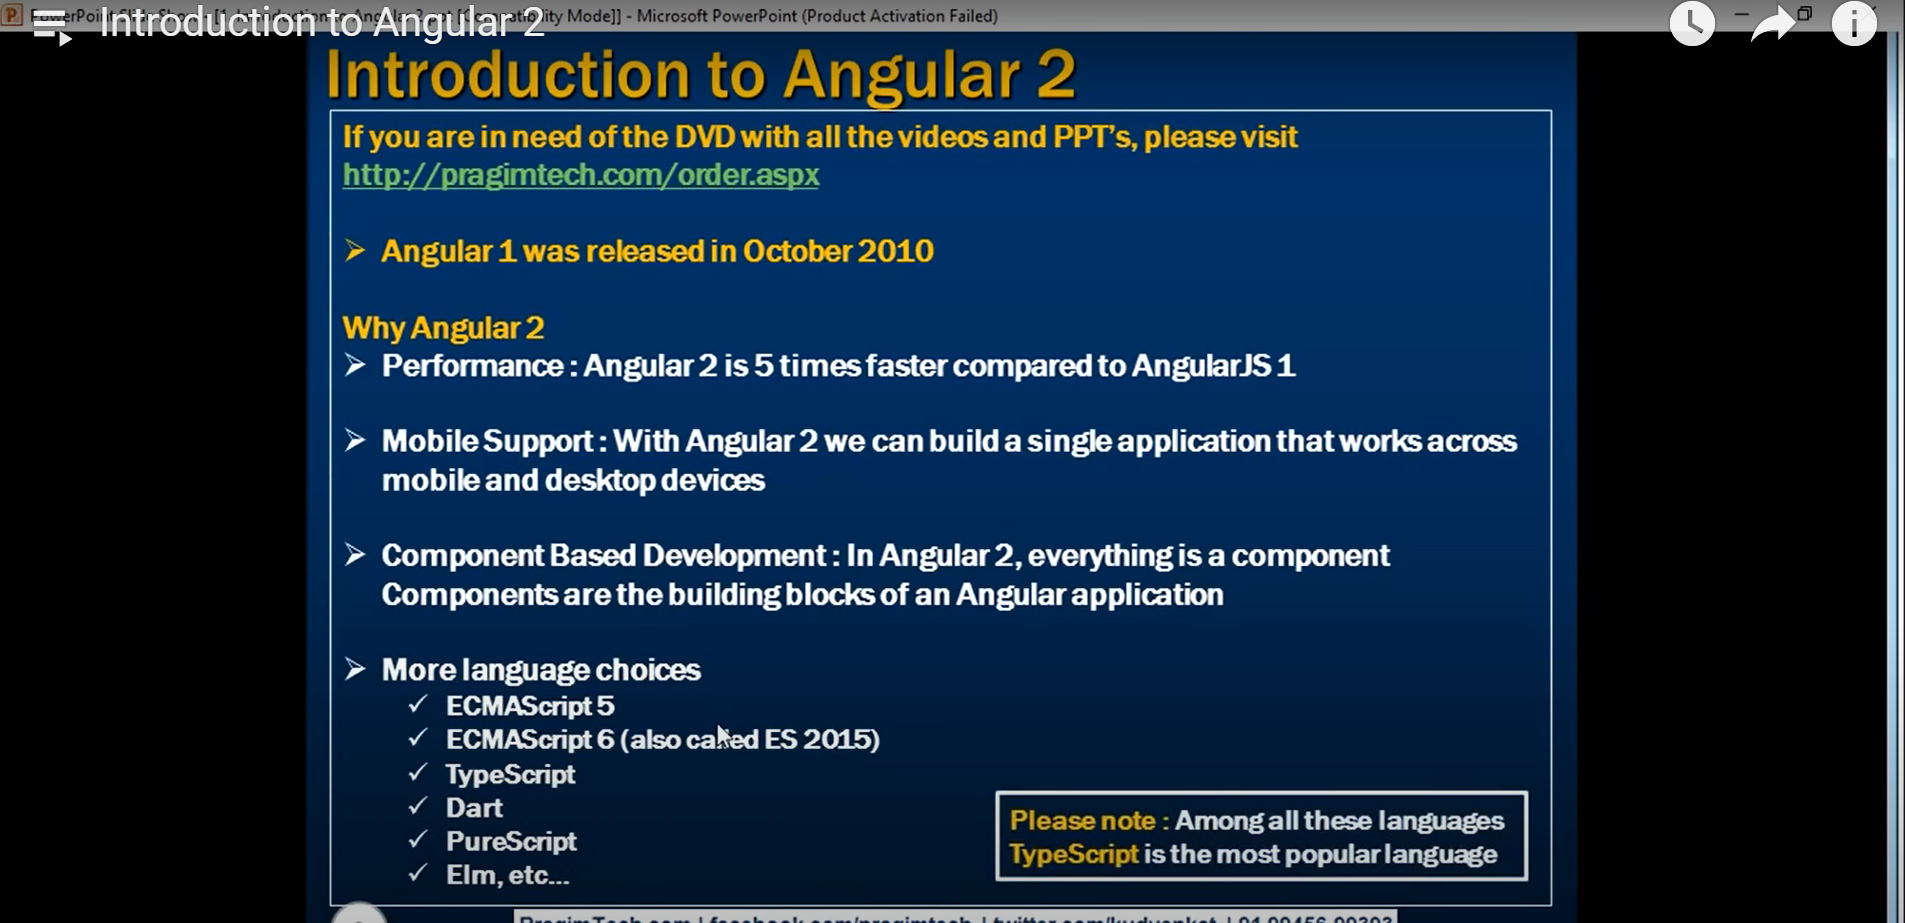 Introduction to Angular 2
Mode]] - Microsoft PowerPoint (Product Activation Failed)
Introduction to Angular 2
If you are in need of the DVD with all the videos and PPT's, please visit
http://pragimtech.com/order.aspx
Angular 1 was released in October 2010
Why Angular 2
Performance : Angular 2 is 5 times faster compared to AngularJS 1
Mobile Support : With Angular 2 we can build a single application that works across
mobile and desktop devices
Component Based Development : In Angular 2, everything is a component
Components are the building blocks of an Angular application
More language choices
ECMAScript 5
ECMAScript 6 (also called ES 2015)
TypeScript
Dart
PureScript
Elm, etc...
Please note : Among all these languages
TypeScript is the most popular language